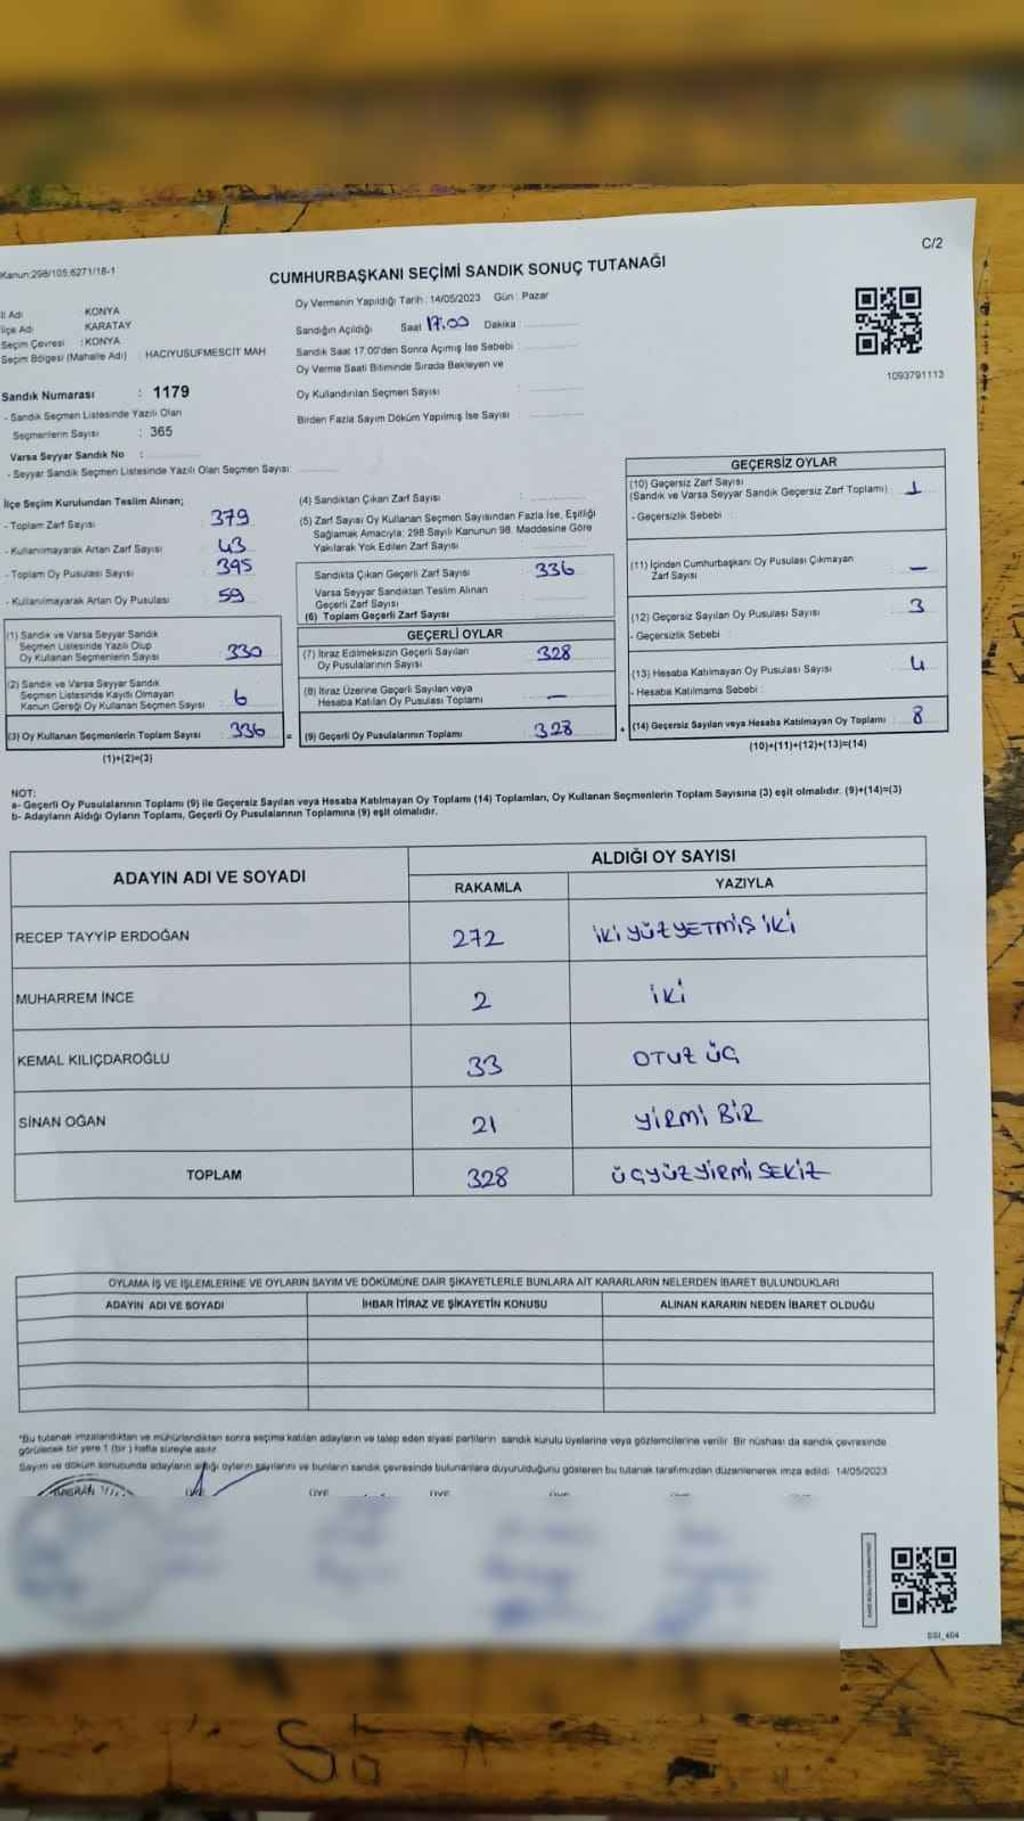 C/2
Kanun:298/105;6271/18-1
CUMHURBAŞKANI SEÇİMİ SANDIK SONUÇ TUTANAĞI
İl Adı KONYA
İlçe Adı KARATAY
Seçim Çevresi : KONYA
Seçim Bölgesi (Mahalle Adı) : HACIYUSUFMESCİT MAH
Oy Vermenin Yapıldığı Tarih : 14/05/2023 Gün : Pazar
Sandığın Açıldığı Saat 17.00 Dakika :
Sandık Saat 17.00'den Sonra Açılmış İse Sebebi :
Oy Verme Saati Bitiminde Sırada Bekleyen ve
Oy Kullandırılan Seçmen Sayısı :
Birden Fazla Sayım Döküm Yapılmış İse Sayısı :
1093791113
Sandık Numarası : 1179
- Sandık Seçmen Listesinde Yazılı Olan
Seçmenlerin Sayısı : 365
Varsa Seyyar Sandık No :
- Seyyar Sandık Seçmen Listesinde Yazılı Olan Seçmen Sayısı:
İlçe Seçim Kurulundan Teslim Alınan;
- Toplam Zarf Sayısı 379
- Kullanılmayarak Artan Zarf Sayısı 43
- Toplam Oy Pusulası Sayısı 395
- Kullanılmayarak Artan Oy Pusulası 59
(1) Sandık ve Varsa Seyyar Sandık
Seçmen Listesinde Yazılı Olup
Oy Kullanan Seçmenlerin Sayısı 330
(2) Sandık ve Varsa Seyyar Sandık
Seçmen Listesinde Kayıtlı Olmayan
Kanun Gereği Oy Kullanan Seçmen Sayısı 6
(3) Oy Kullanan Seçmenlerin Toplam Sayısı 336
(1)+(2)=(3)
(4) Sandıktan Çıkan Zarf Sayısı :
(5) Zarf Sayısı Oy Kullanan Seçmen Sayısından Fazla İse, Eşitliği
Sağlamak Amacıyla; 298 Sayılı Kanunun 98. Maddesine Göre
Yakılarak Yok Edilen Zarf Sayısı
Sandıkta Çıkan Geçerli Zarf Sayısı 336
Varsa Seyyar Sandıktan Teslim Alınan
Geçerli Zarf Sayısı
(6) Toplam Geçerli Zarf Sayısı
GEÇERLİ OYLAR
(7) İtiraz Edilmeksizin Geçerli Sayılan
Oy Pusulalarının Sayısı 328
(8) İtiraz Üzerine Geçerli Sayılan veya
Hesaba Katılan Oy Pusulası Toplamı —
= (9) Geçerli Oy Pusulalarının Toplamı 328
GEÇERSİZ OYLAR
(10) Geçersiz Zarf Sayısı
(Sandık ve Varsa Seyyar Sandık Geçersiz Zarf Toplamı) : 1
- Geçersizlik Sebebi :
(11) İçinden Cumhurbaşkanı Oy Pusulası Çıkmayan
Zarf Sayısı —
(12) Geçersiz Sayılan Oy Pusulası Sayısı 3
- Geçersizlik Sebebi :
(13) Hesaba Katılmayan Oy Pusulası Sayısı 4
- Hesaba Katılmama Sebebi :
+ (14) Geçersiz Sayılan veya Hesaba Katılmayan Oy Toplamı 8
(10)+(11)+(12)+(13)=(14)
NOT:
a- Geçerli Oy Pusulalarının Toplamı (9) ile Geçersiz Sayılan veya Hesaba Katılmayan Oy Toplamı (14) Toplamları, Oy Kullanan Seçmenlerin Toplam Sayısına (3) eşit olmalıdır. (9)+(14)=(3)
b- Adayların Aldığı Oyların Toplamı, Geçerli Oy Pusulalarının Toplamına (9) eşit olmalıdır.
ADAYIN ADI VE SOYADI ALDIĞI OY SAYISI
RAKAMLA YAZIYLA
RECEP TAYYİP ERDOĞAN 272 İKİ YÜZ YETMİŞ İKİ
MUHARREM İNCE 2 İKİ
KEMAL KILIÇDAROĞLU 33 OTUZ ÜÇ
SİNAN OĞAN 21 YİRMİ BİR
TOPLAM 328 ÜÇYÜZ YİRMİ SEKİZ
OYLAMA İŞ VE İŞLEMLERİNE VE OYLARIN SAYIM VE DÖKÜMÜNE DAİR ŞİKAYETLERLE BUNLARA AİT KARARLARIN NELERDEN İBARET BULUNDUKLARI
ADAYIN ADI VE SOYADI İHBAR İTİRAZ VE ŞİKAYETİN KONUSU ALINAN KARARIN NEDEN İBARET OLDUĞU
*Bu tutanak imzalandıktan ve mühürlendikten sonra seçime katılan adayların ve talep eden siyasi partilerin sandık kurulu üyelerine veya gözlemcilerine verilir. Bir nüshası da sandık çevresinde
görülecek bir yere 1 (bir) hafta süreyle asılır.
Sayım ve döküm sonucunda adayların aldığı oyların sayılarını ve bunların sandık çevresinde bulunanlara duyurulduğunu gösteren bu tutanak tarafımızdan düzenlenerek imza edildi. 14/05/2023
SSI_404